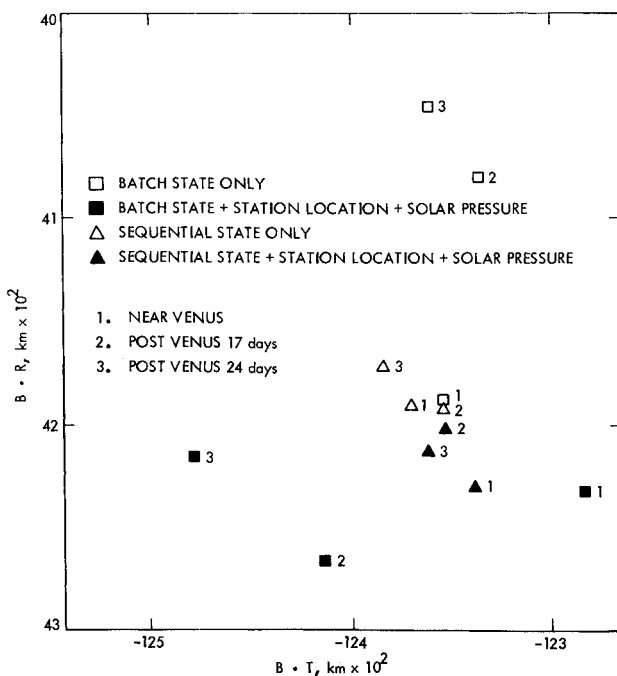 40
3
2
□ BATCH STATE ONLY
■ BATCH STATE + STATION LOCATION + SOLAR PRESSURE
△ SEQUENTIAL STATE ONLY
▲ SEQUENTIAL STATE + STATION LOCATION + SOLAR PRESSURE
41
B • R, km x 10²
1. NEAR VENUS
2. POST VENUS 17 days
3. POST VENUS 24 days
3
1
1
2
2
42
3
3
1
1
2
43
-125
-124
-123
B • T, km x 10²